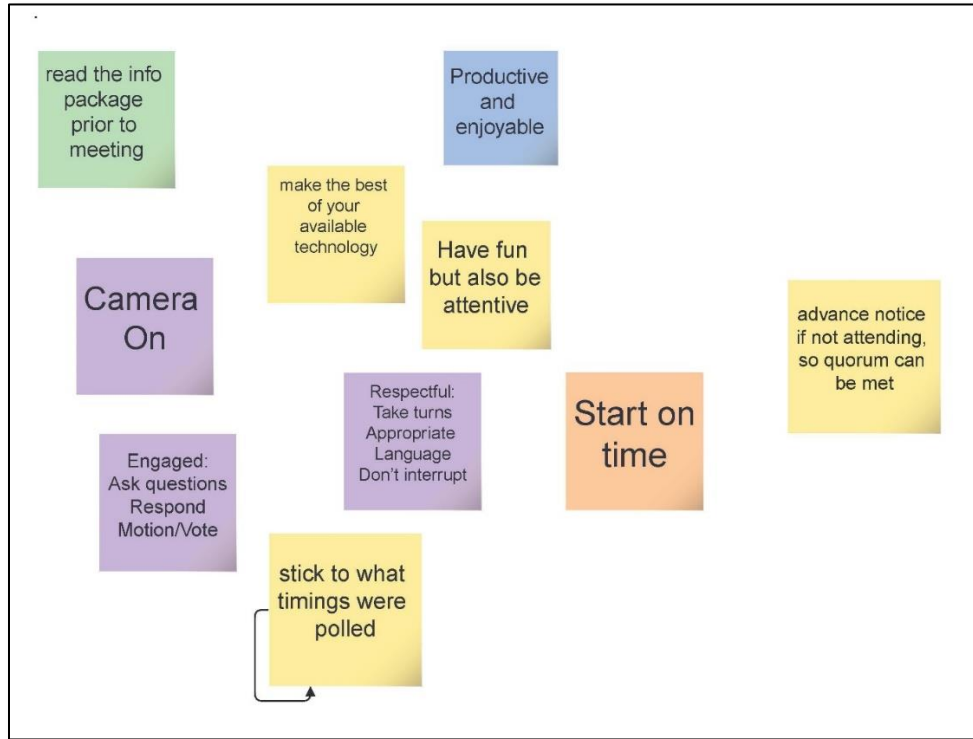 read the info
package
prior to
meeting
Productive
and
enjoyable
make the best
of your
available
technology
Have fun
but also be
attentive
Camera
On
advance notice
if not attending,
so quorum can
be met
Respectful:
Take turns
Appropriate
Language
Don't interrupt
Start on
time
Engaged:
Ask questions
Respond
Motion/Vote
stick to what
timings were
polled